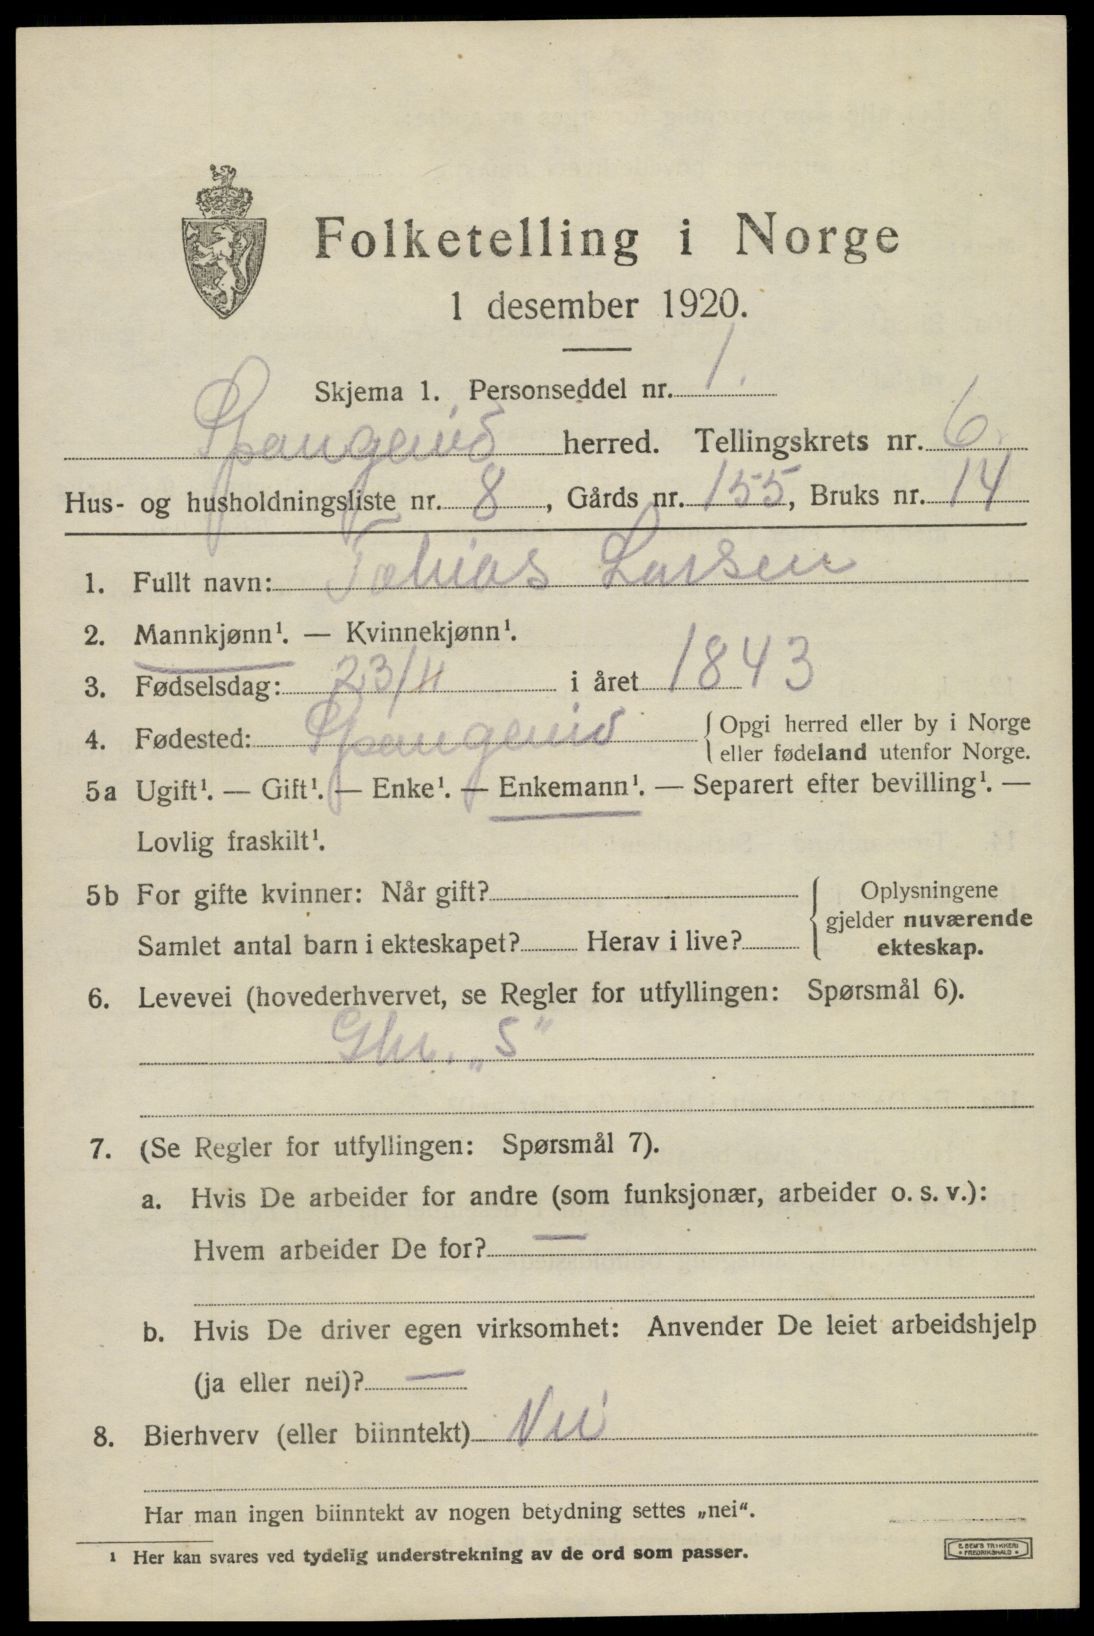 Folketelling i Norge
1 desember 1920.
Skjema 1. Personseddel nr. 1.
Spangereid herred. Tellingskrets nr. 6.
Hus- og husholdningsliste nr. 8, Gårds nr. 155, Bruks nr. 14
1. Fullt navn: Tobias Larsen
2. Mannkjønn¹. — Kvinnekjønn¹.
3. Fødselsdag: 23/4 i året 1843
4. Fødested: Spangereid {Opgi herred eller by i Norge
eller fødeland utenfor Norge.
5a Ugift¹. — Gift¹. — Enke¹. — Enkemann¹. — Separert efter bevilling¹. —
Lovlig fraskilt¹.
5b For gifte kvinner: Når gift? { Oplysningene
gjelder nuværende
Samlet antal barn i ekteskapet? Herav i live? ekteskap.
6. Levevei (hovederhvervet, se Regler for utfyllingen: Spørsmål 6).
„S“
7. (Se Regler for utfyllingen: Spørsmål 7).
a. Hvis De arbeider for andre (som funksjonær, arbeider o. s. v.):
Hvem arbeider De for? —
b. Hvis De driver egen virksomhet: Anvender De leiet arbeidshjelp
(ja eller nei)? —
8. Bierhverv (eller biinntekt) Nei
Har man ingen biinntekt av nogen betydning settes „nei“.
¹ Her kan svares ved tydelig understrekning av de ord som passer.
E. SEM'S TRYKKERI
• FREDRIKSHALD •